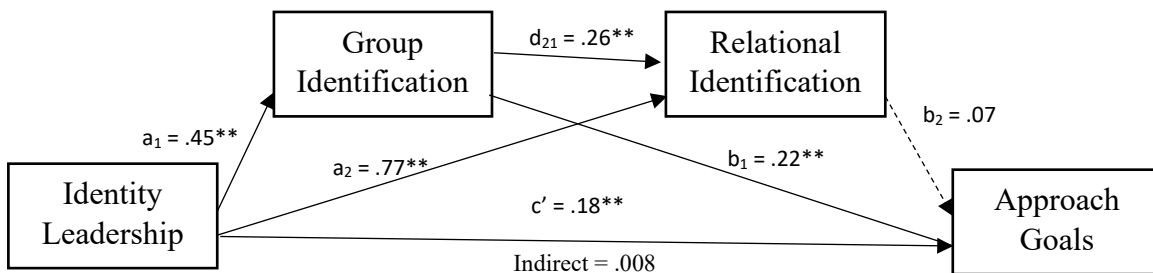 Group
Identification
d21 = .26**
Relational
Identification
a1 = .45**
a2 = .77**
b1 = .22**
b2 = .07
Identity
Leadership
c’ = .18**
Approach
Goals
Indirect = .008